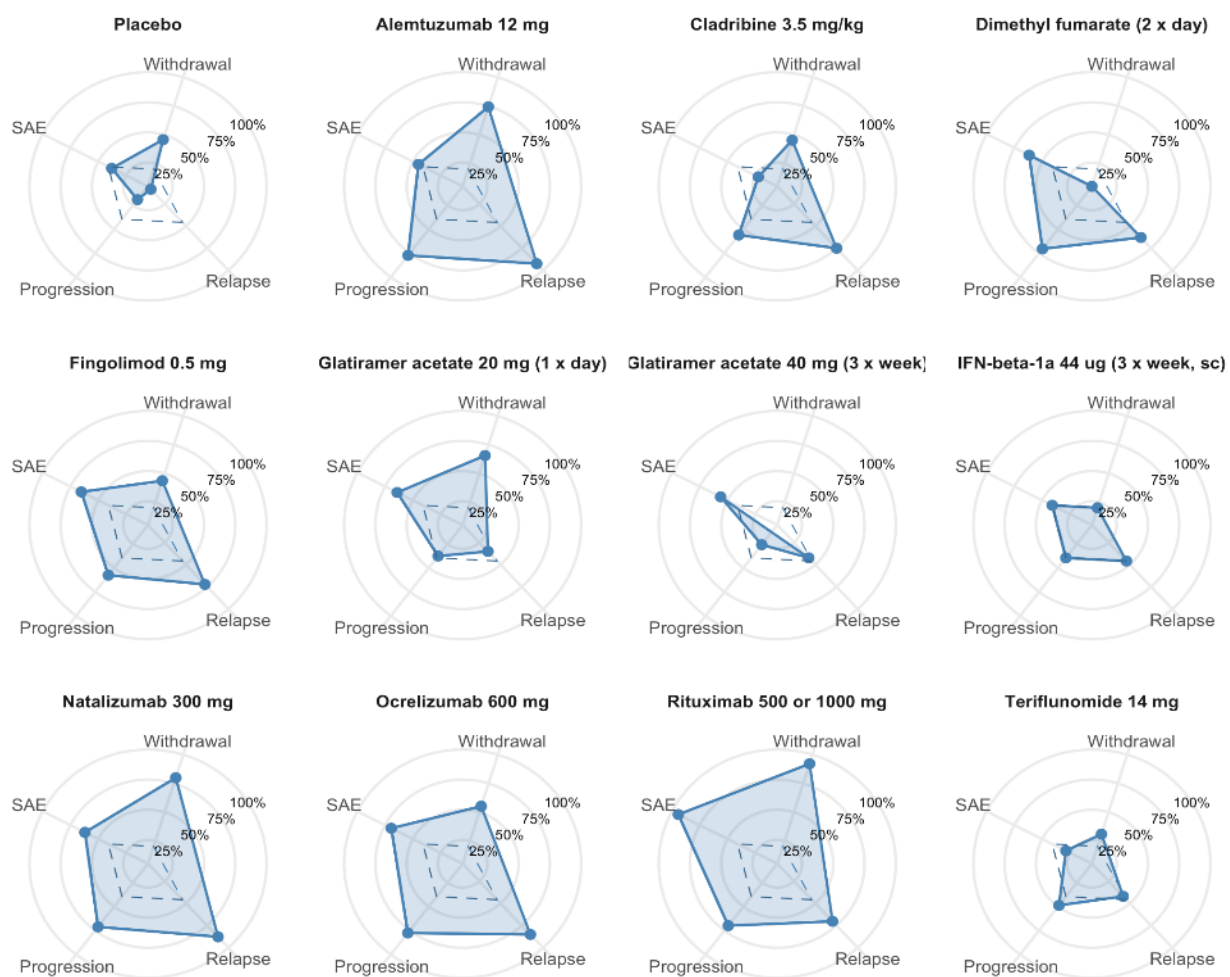 Placebo
Withdrawal
SAE
100%
75%
50%
25%
Progression
Relapse
Alemtuzumab 12 mg
Withdrawal
SAE
100%
75%
50%
25%
Progression
Relapse
Cladribine 3.5 mg/kg
Withdrawal
SAE
100%
75%
50%
25%
Progression
Relapse
Dimethyl fumarate (2 x day)
Withdrawal
SAE
100%
75%
50%
25%
Progression
Relapse
Fingolimod 0.5 mg
Withdrawal
SAE
100%
75%
50%
25%
Progression
Relapse
Glatiramer acetate 20 mg (1 x day)
Withdrawal
SAE
100%
75%
50%
25%
Progression
Relapse
Glatiramer acetate 40 mg (3 x week)
Withdrawal
SAE
100%
75%
50%
25%
Progression
Relapse
IFN-beta-1a 44 ug (3 x week, sc)
Withdrawal
SAE
100%
75%
50%
25%
Progression
Relapse
Natalizumab 300 mg
Withdrawal
SAE
100%
75%
50%
25%
Progression
Relapse
Ocrelizumab 600 mg
Withdrawal
SAE
100%
75%
50%
25%
Progression
Relapse
Rituximab 500 or 1000 mg
Withdrawal
SAE
100%
75%
50%
25%
Progression
Relapse
Teriflunomide 14 mg
Withdrawal
SAE
100%
75%
50%
25%
Progression
Relapse